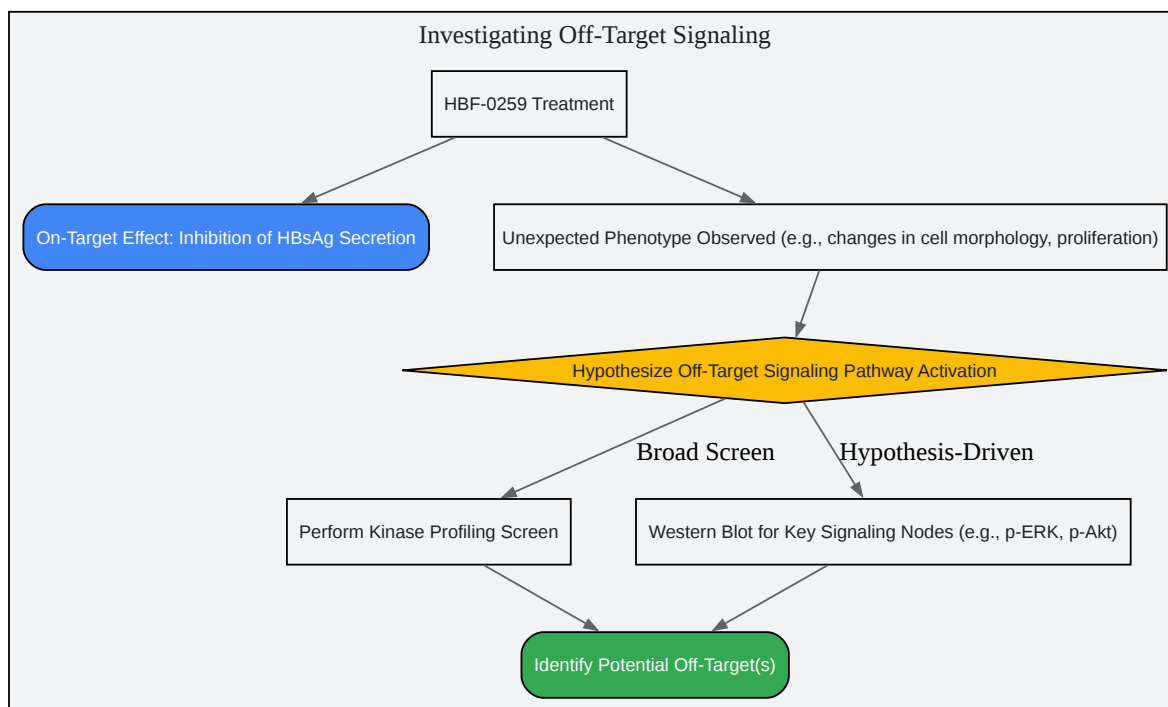 Investigating Off-Target Signaling
HBF-0259 Treatment
On-Target Effect: Inhibition of HBsAg Secretion
Unexpected Phenotype Observed (e.g., changes in cell morphology, proliferation)
Hypothesize Off-Target Signaling Pathway Activation
Broad Screen
Hypothesis-Driven
Perform Kinase Profiling Screen
Western Blot for Key Signaling Nodes (e.g., p-ERK, p-Akt)
Identify Potential Off-Target(s)